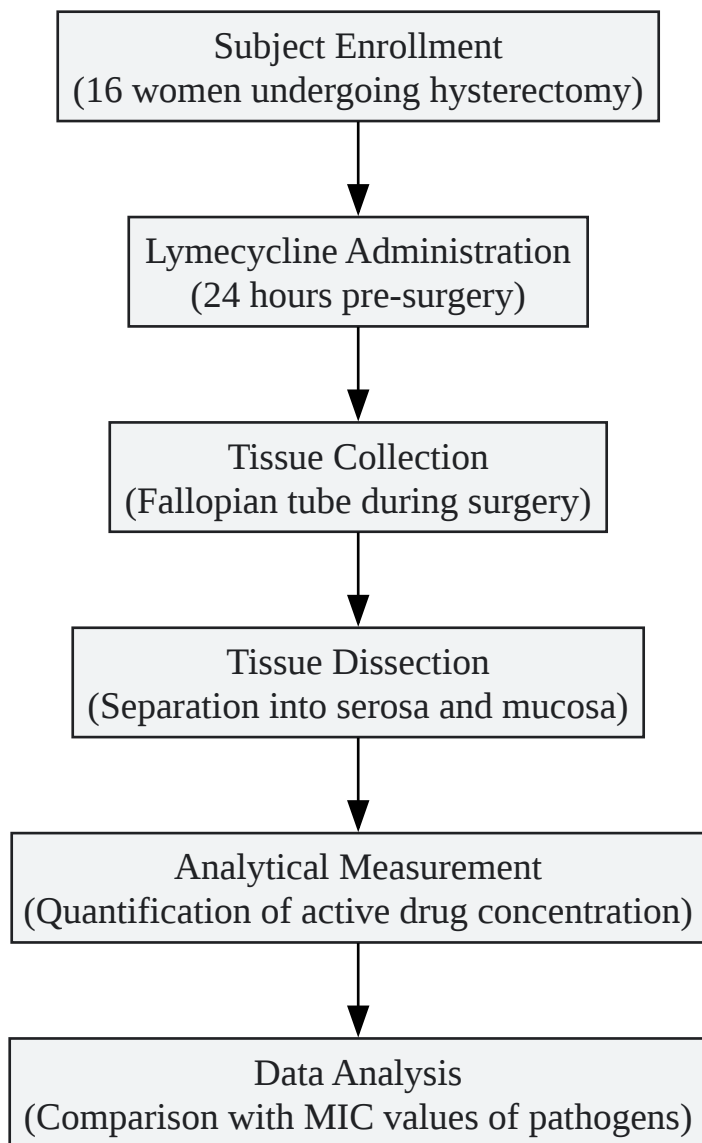 Subject Enrollment
(16 women undergoing hysterectomy)
Lymecycline Administration
(24 hours pre-surgery)
Tissue Collection
(Fallopian tube during surgery)
Tissue Dissection
(Separation into serosa and mucosa)
Analytical Measurement
(Quantification of active drug concentration)
Data Analysis
(Comparison with MIC values of pathogens)